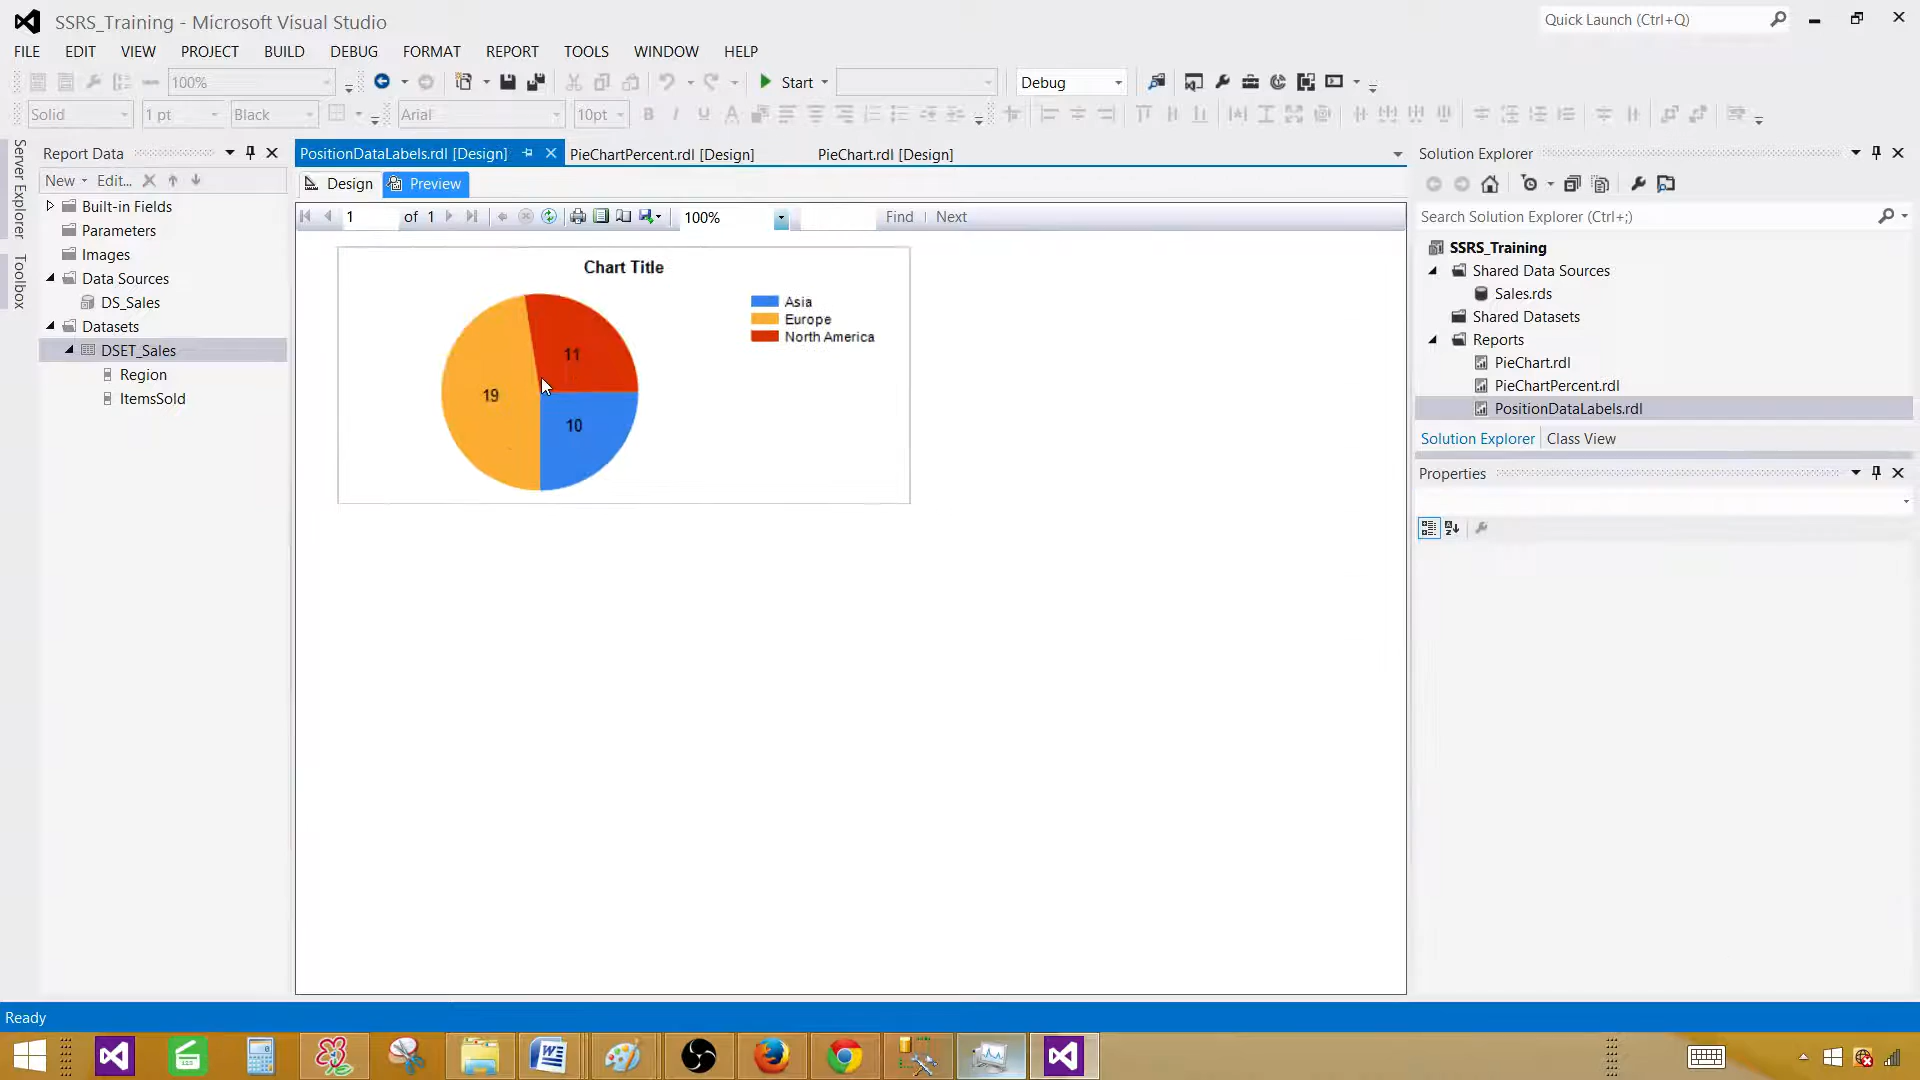 SSRS_Training - Microsoft Visual Studio
Quick Launch (Ctrl+Q)
FILE EDIT VIEW PROJECT BUILD DEBUG FORMAT REPORT TOOLS WINDOW HELP
100% Start Debug
Solid 1 pt Black Arial 10pt B I U A
Server Explorer
Toolbox
Report Data
New Edit...
Built-in Fields
Parameters
Images
Data Sources
DS_Sales
Datasets
DSET_Sales
Region
ItemsSold
PositionDataLabels.rdl [Design] PieChartPercent.rdl [Design] PieChart.rdl [Design]
Design Preview
1 of 1 100% Find Next
Chart Title
Asia
Europe
North America
11
19
10
Solution Explorer
Search Solution Explorer (Ctrl+;)
SSRS_Training
Shared Data Sources
Sales.rds
Shared Datasets
Reports
PieChart.rdl
PieChartPercent.rdl
PositionDataLabels.rdl
Solution Explorer Class View
Properties
Ready